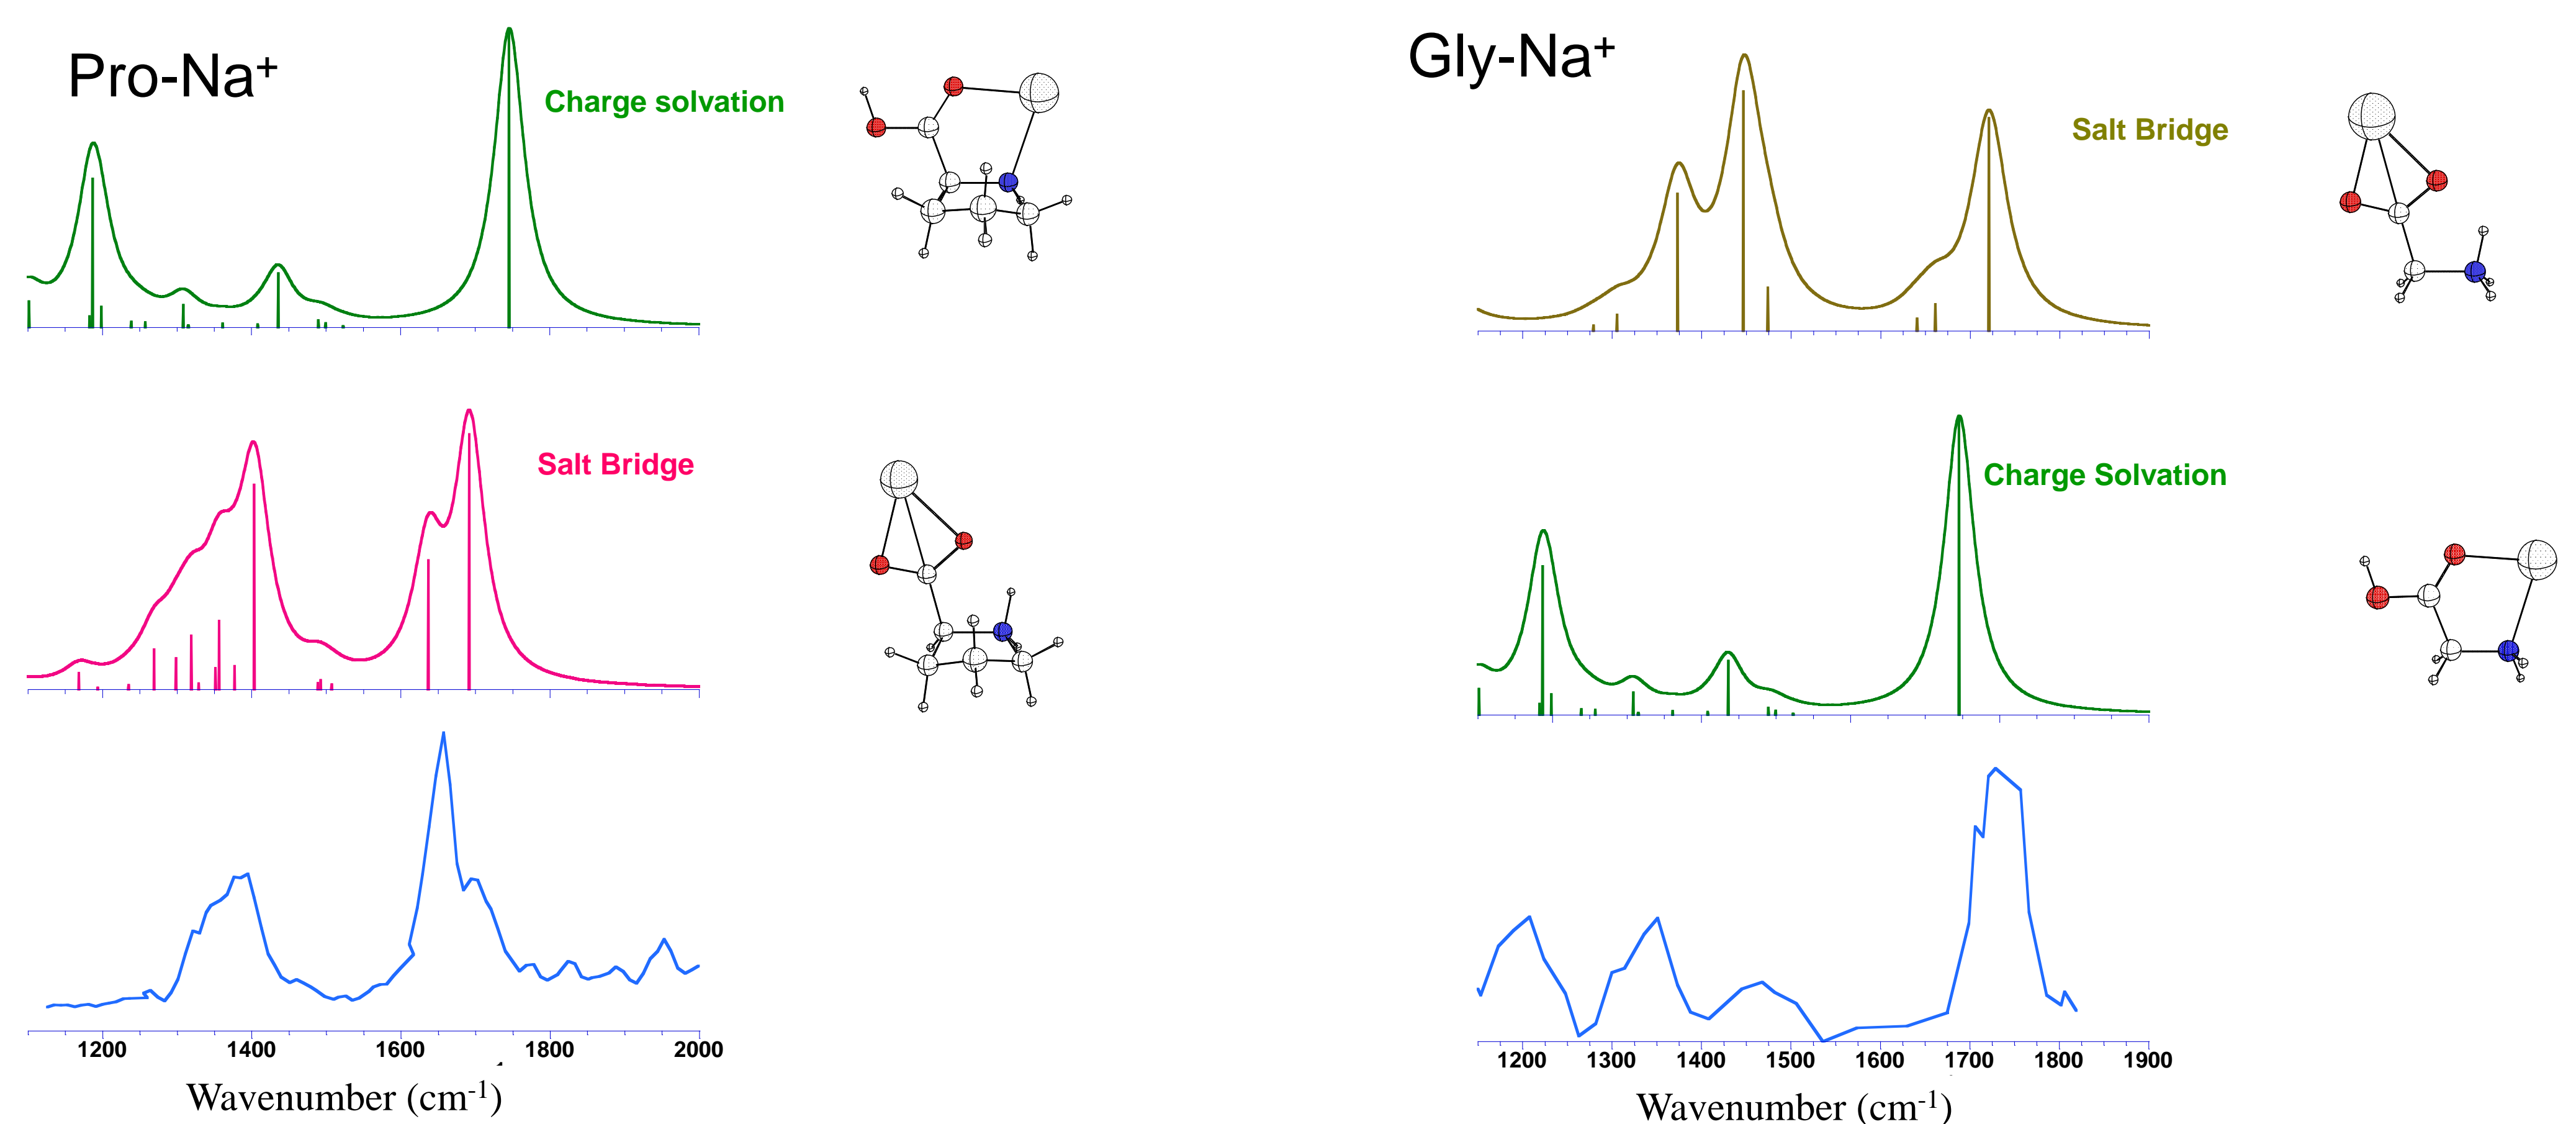 Pro-Na+
Charge solvation
Salt Bridge
1200 1400 1600 1800 2000
Wavenumber (cm-1)
Gly-Na+
Salt Bridge
Charge Solvation
1200 1300 1400 1500 1600 1700 1800 1900
Wavenumber (cm-1)